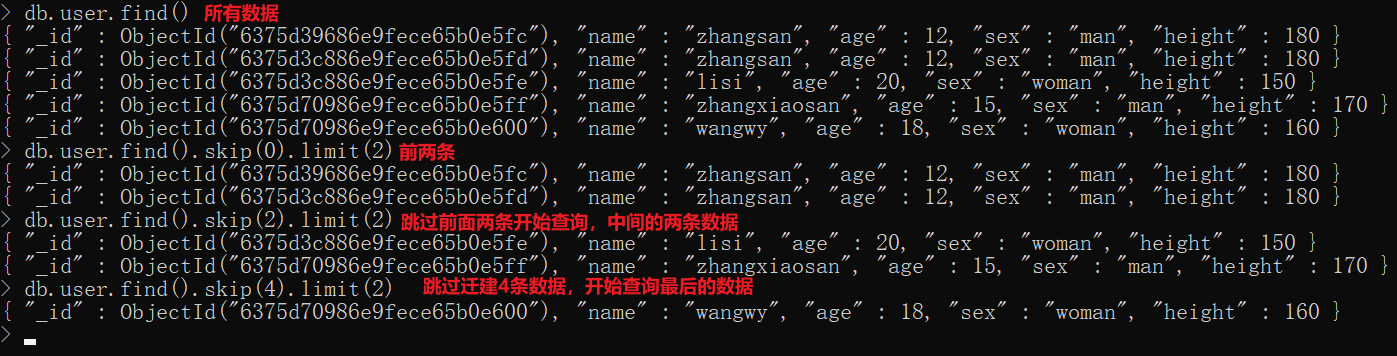 > db.user.find() 所有数据
{ "_id" : ObjectId("6375d39686e9fece65b0e5fc"), "name" : "zhangsan", "age" : 12, "sex" : "man", "height" : 180 }
{ "_id" : ObjectId("6375d3c886e9fece65b0e5fd"), "name" : "zhangsan", "age" : 12, "sex" : "man", "height" : 180 }
{ "_id" : ObjectId("6375d3c886e9fece65b0e5fe"), "name" : "lisi", "age" : 20, "sex" : "woman", "height" : 150 }
{ "_id" : ObjectId("6375d70986e9fece65b0e5ff"), "name" : "zhangxiaosan", "age" : 15, "sex" : "man", "height" : 170 }
{ "_id" : ObjectId("6375d70986e9fece65b0e600"), "name" : "wangwy", "age" : 18, "sex" : "woman", "height" : 160 }
> db.user.find().skip(0).limit(2) 前两条
{ "_id" : ObjectId("6375d39686e9fece65b0e5fc"), "name" : "zhangsan", "age" : 12, "sex" : "man", "height" : 180 }
{ "_id" : ObjectId("6375d3c886e9fece65b0e5fd"), "name" : "zhangsan", "age" : 12, "sex" : "man", "height" : 180 }
> db.user.find().skip(2).limit(2) 跳过前面两条开始查询，中间的两条数据
{ "_id" : ObjectId("6375d3c886e9fece65b0e5fe"), "name" : "lisi", "age" : 20, "sex" : "woman", "height" : 150 }
{ "_id" : ObjectId("6375d70986e9fece65b0e5ff"), "name" : "zhangxiaosan", "age" : 15, "sex" : "man", "height" : 170 }
> db.user.find().skip(4).limit(2) 跳过迁建4条数据，开始查询最后的数据
{ "_id" : ObjectId("6375d70986e9fece65b0e600"), "name" : "wangwy", "age" : 18, "sex" : "woman", "height" : 160 }
>